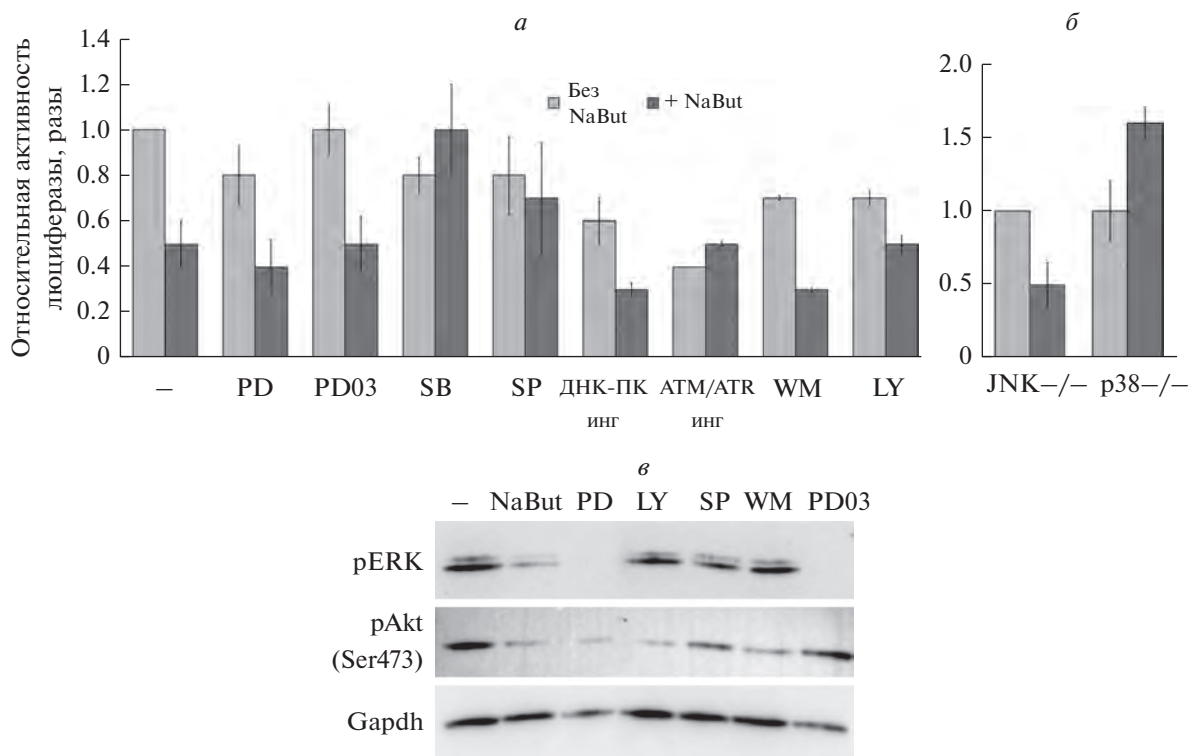 а
б
Относительная активность
люциферазы, разы
1.4
1.2
1.0
0.8
0.6
0.4
0.2
0
Без
NaBut
+ NaBut
2.0
1.5
1.0
0.5
0
– PD PD03 SB SP ДНК-ПК инг ATM/ATR инг WM LY
JNK–/– p38–/–
в
– NaBut PD LY SP WM PD03
pERK
pAkt
(Ser473)
Gapdh